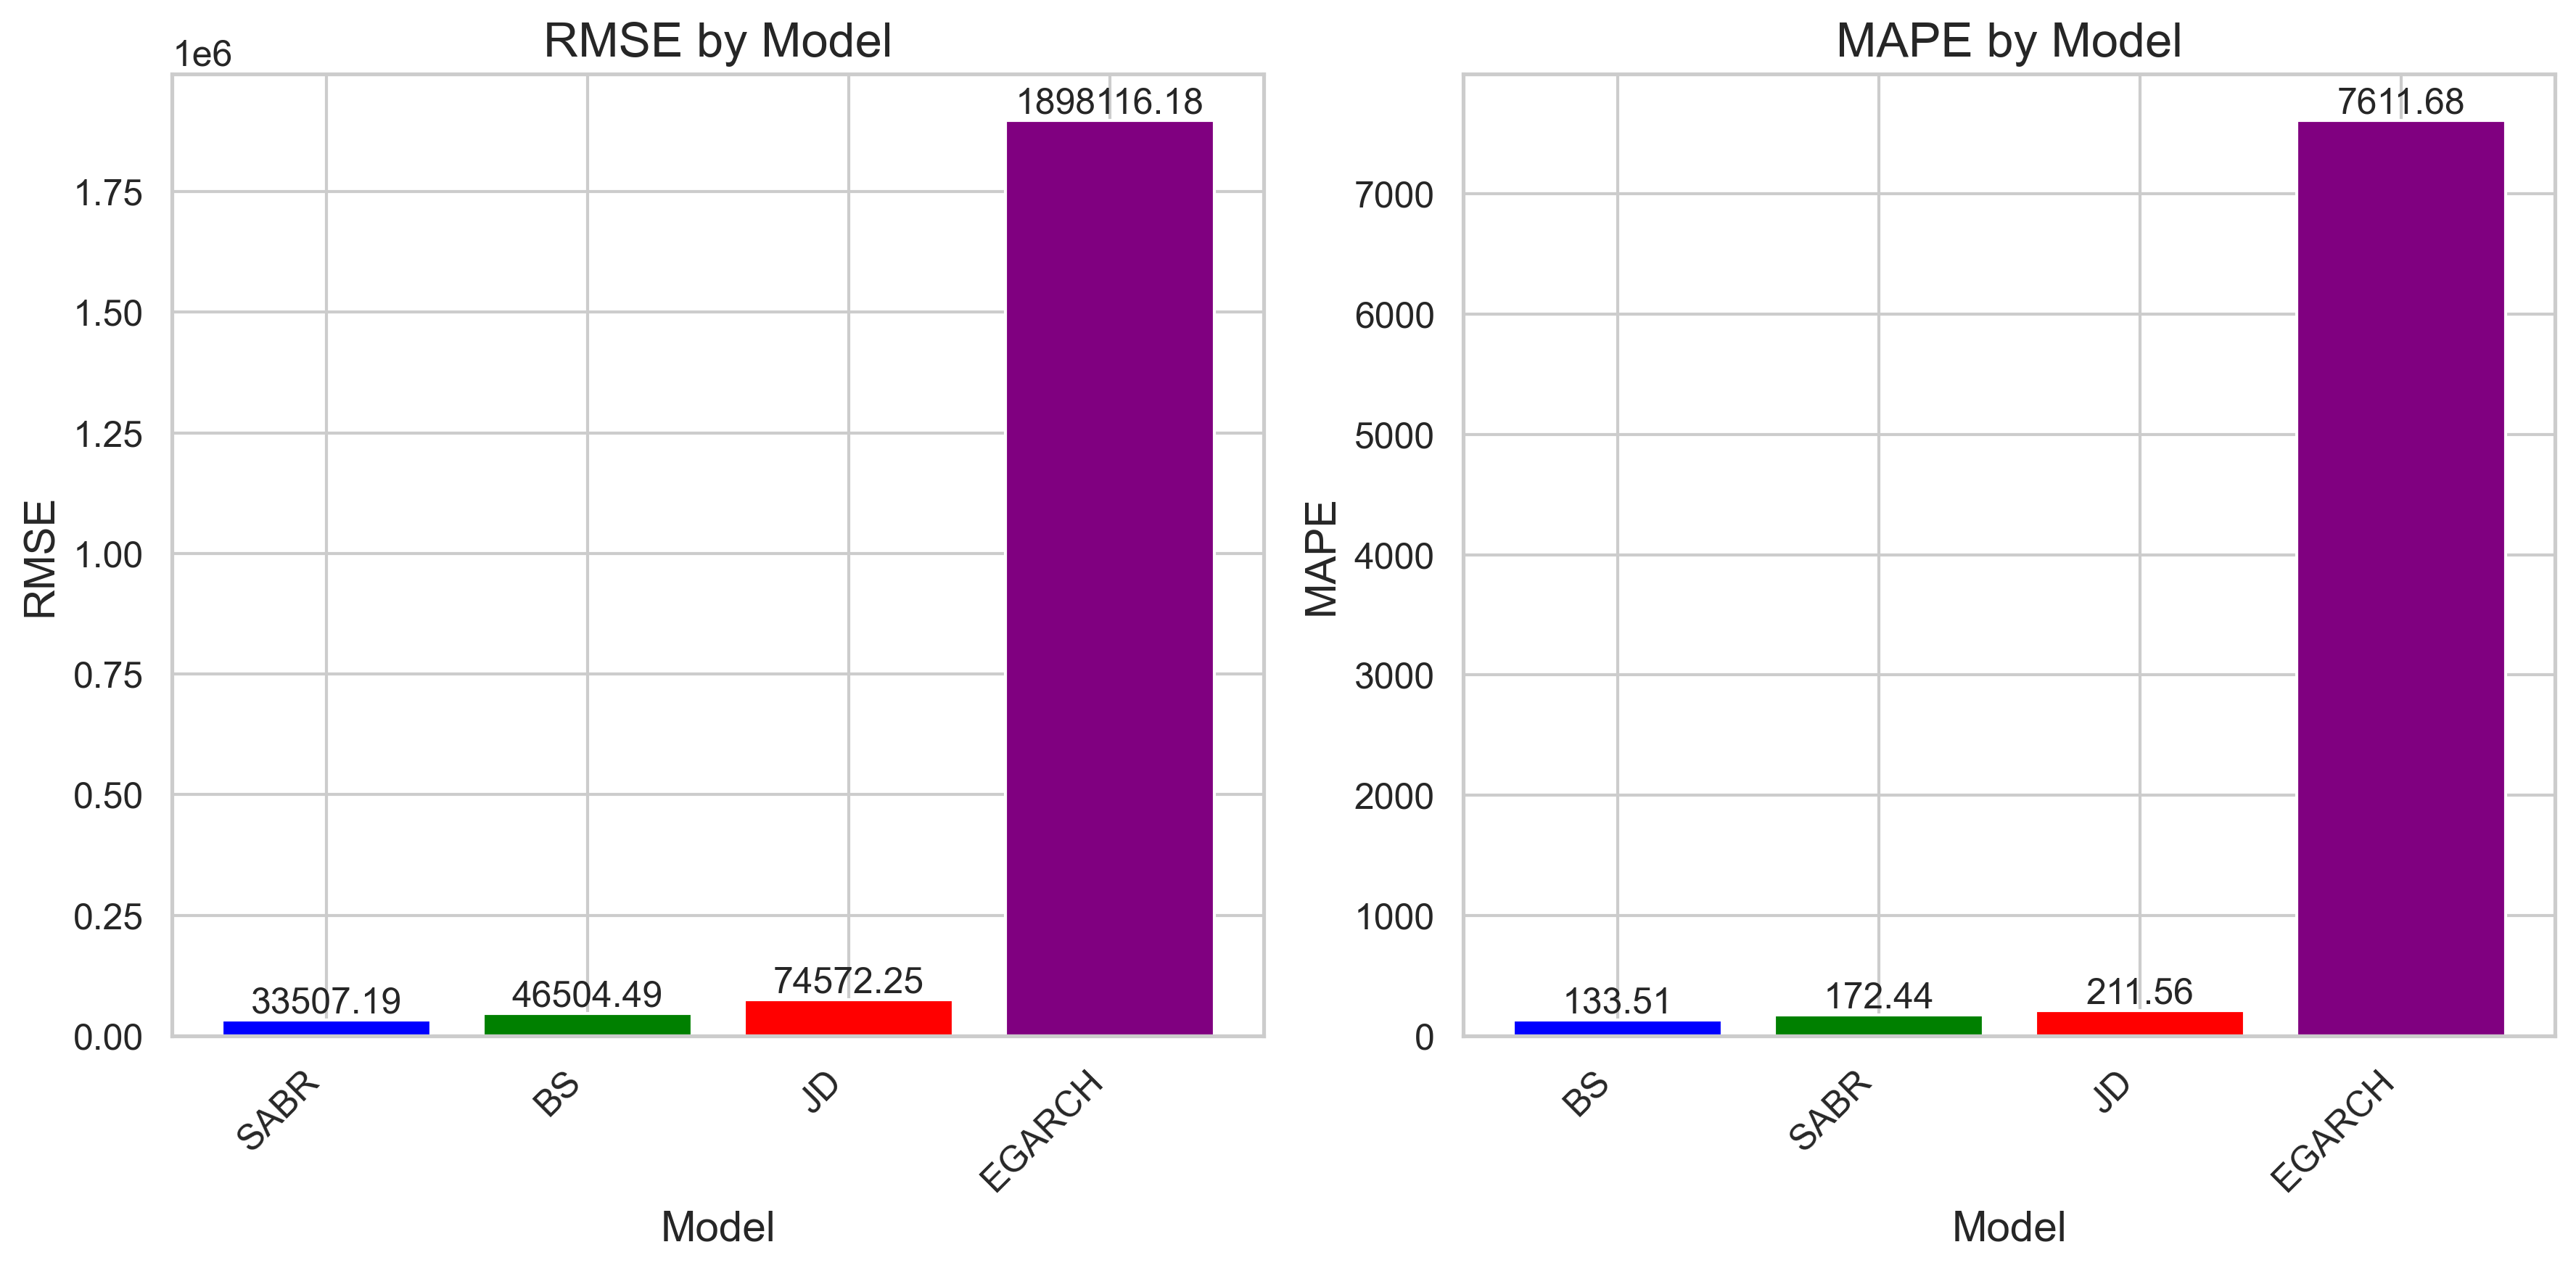 RMSE by Model
1e6
1898116.18
1.75
1.50
1.25
1.00
0.75
0.50
0.25
0.00
RMSE
33507.19
46504.49
74572.25
SABR
BS
JD
EGARCH
Model
MAPE by Model
7611.68
7000
6000
5000
4000
3000
2000
1000
0
MAPE
133.51
172.44
211.56
BS
SABR
JD
EGARCH
Model